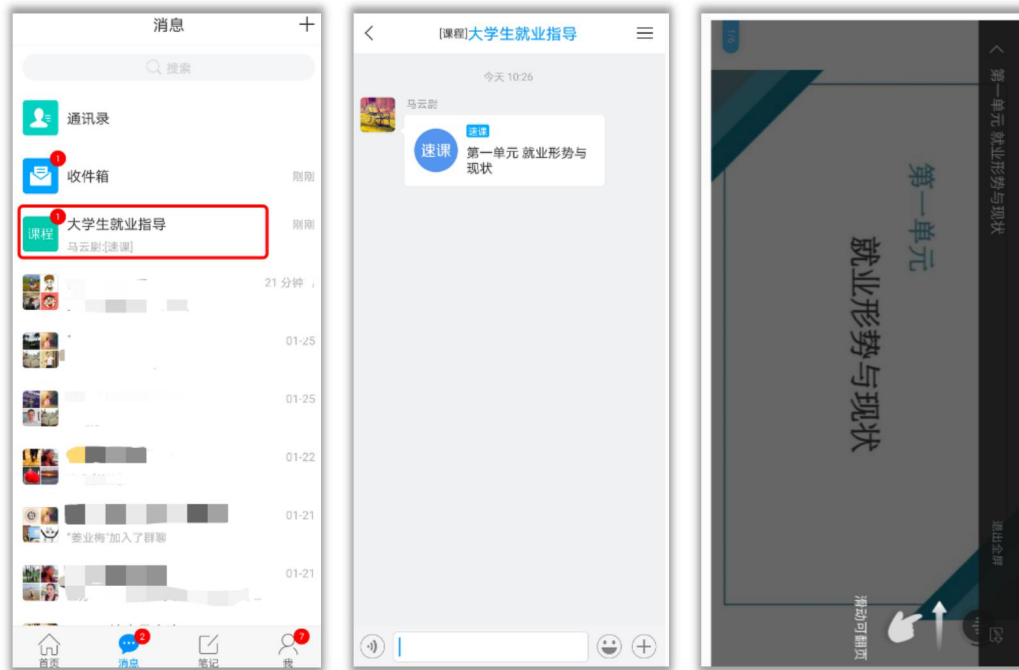 消息
+
搜索
通讯录
1
收件箱
刚刚
课程
1
大学生就业指导
刚刚
马云尉:[速课]
21 分钟
01-25
01-25
01-22
01-21
"姜业梅"加入了群聊
01-21
首页
2
消息
笔记
7
我
[课程]大学生就业指导
今天 10:26
马云尉
速课
速课
第一单元 就业形势与
现状
1/6
第一单元 就业形势与现状
第一单元
就业形势与现状
退出全屏
滑动可翻页